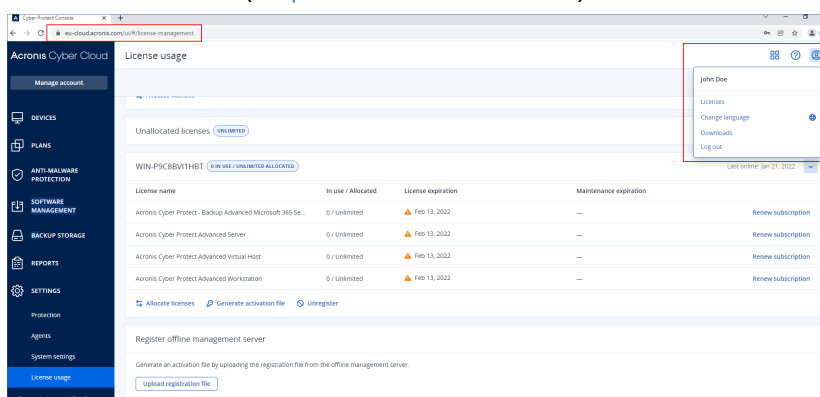 Cyber Protect Console
eu-cloud.acronis.com/ui/#/license-management
Acronis Cyber Cloud
License usage
Manage account
John Doe
Licenses
Change language
Downloads
Log out
DEVICES
PLANS
ANTI-MALWARE
PROTECTION
SOFTWARE
MANAGEMENT
BACKUP STORAGE
REPORTS
SETTINGS
Protection
Agents
System settings
License usage
Unallocated licenses UNLIMITED
WIN-P9C8BVI1HBT 0 IN USE / UNLIMITED ALLOCATED Last online: Jan 21, 2022
License name In use / Allocated License expiration Maintenance expiration
Acronis Cyber Protect - Backup Advanced Microsoft 365 Se... 0 / Unlimited Feb 13, 2022 — Renew subscription
Acronis Cyber Protect Advanced Server 0 / Unlimited Feb 13, 2022 — Renew subscription
Acronis Cyber Protect Advanced Virtual Host 0 / Unlimited Feb 13, 2022 — Renew subscription
Acronis Cyber Protect Advanced Workstation 0 / Unlimited Feb 13, 2022 — Renew subscription
Allocate licenses Generate activation file Unregister
Register offline management server
Generate an activation file by uploading the registration file from the offline management server.
Upload registration file